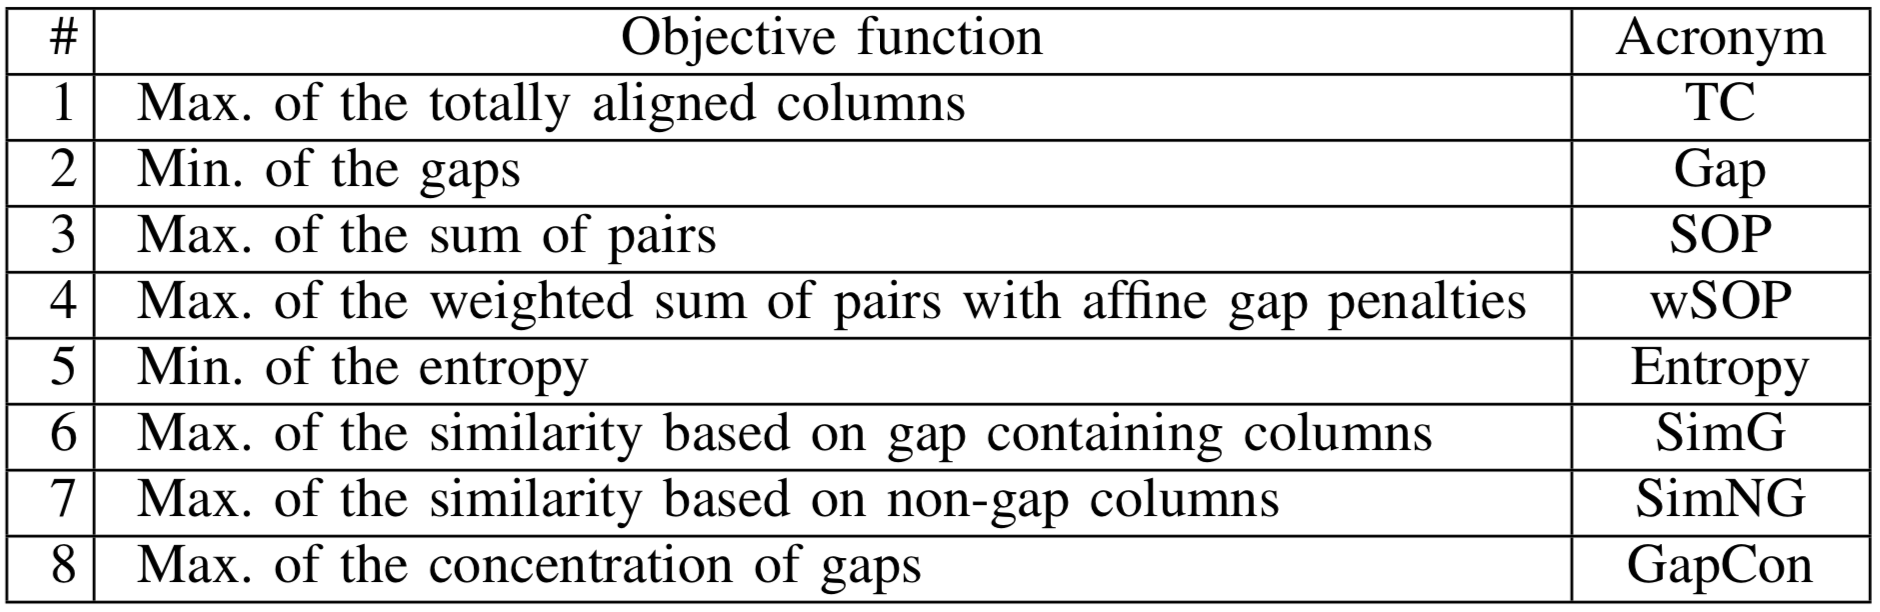 # Objective function Acronym
1 Max. of the totally aligned columns TC
2 Min. of the gaps Gap
3 Max. of the sum of pairs SOP
4 Max. of the weighted sum of pairs with affine gap penalties wSOP
5 Min. of the entropy Entropy
6 Max. of the similarity based on gap containing columns SimG
7 Max. of the similarity based on non-gap columns SimNG
8 Max. of the concentration of gaps GapCon